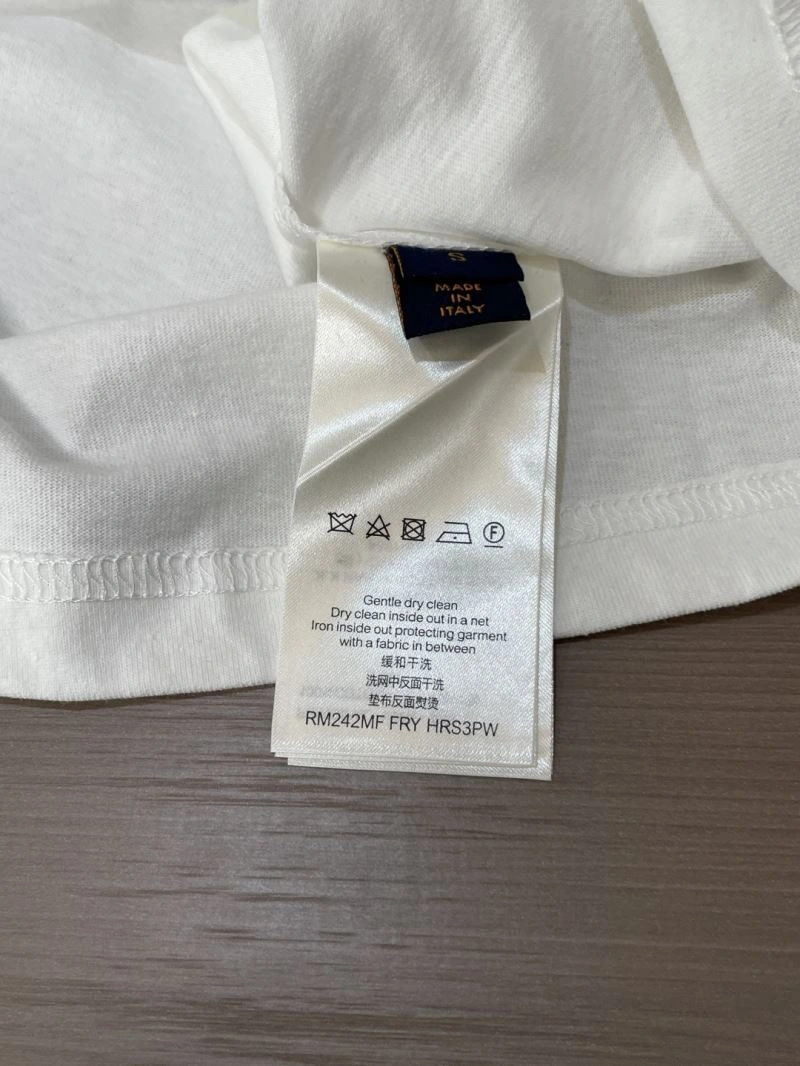 S
MADE
IN
ITALY
F
Gentle dry clean
Dry clean inside out in a net
Iron inside out protecting garment
with a fabric in between
缓和干洗
洗网中反面干洗
垫布反面熨烫
RM242MF FRY HRS3PW